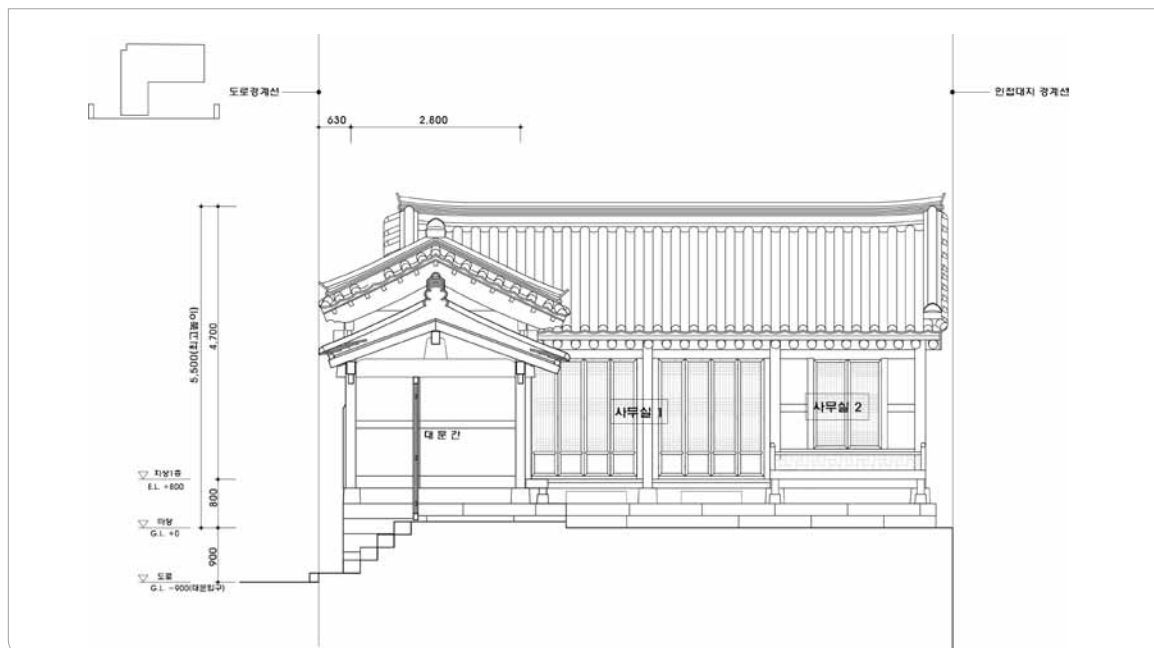 도로경계선
인접대지 경계선
630 2,800
5,500(최고높이)
4,700
800
900
사무실 1
사무실 2
대 문 간
지상1층
E.L. +800
마당
G.L. +0
도로
G.L. -900(대문입구)